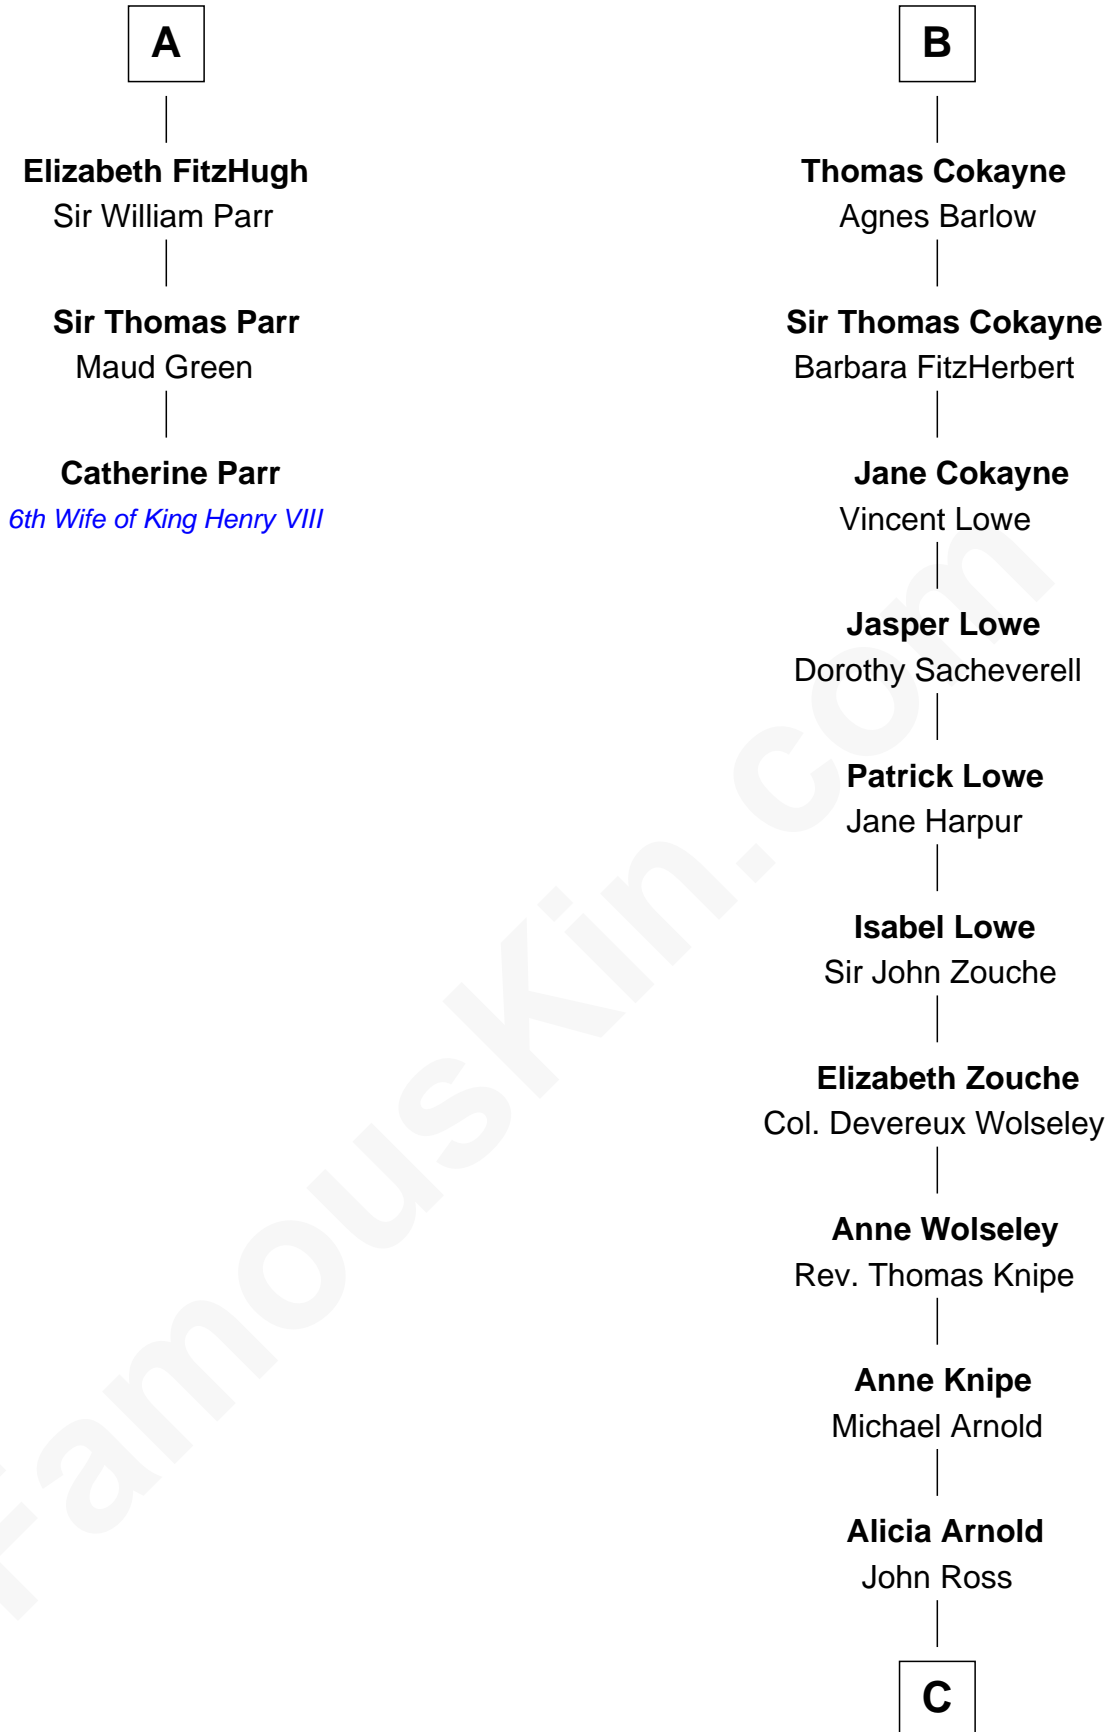 A
Elizabeth FitzHugh
Sir William Parr
Sir Thomas Parr
Maud Green
Catherine Parr
6th Wife of King Henry VIII
B
Thomas Cokayne
Agnes Barlow
Sir Thomas Cokayne
Barbara FitzHerbert
Jane Cokayne
Vincent Lowe
Jasper Lowe
Dorothy Sacheverell
Patrick Lowe
Jane Harpur
Isabel Lowe
Sir John Zouche
Elizabeth Zouche
Col. Devereux Wolseley
Anne Wolseley
Rev. Thomas Knipe
Anne Knipe
Michael Arnold
Alicia Arnold
John Ross
C
FamousKin.com